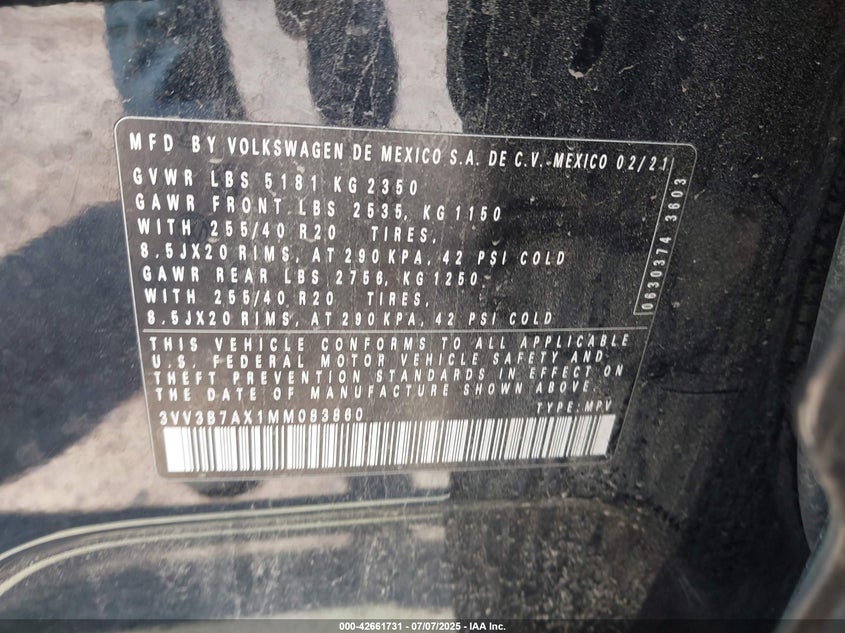 MFD BY VOLKSWAGEN DE MEXICO S.A. DE C.V.-MEXICO 02/21
GVWR LBS 5181 KG 2350
GAWR FRONT LBS 2535, KG 1150
WITH 255/40 R20 TIRES,
8.5JX20 RIMS, AT 290 KPA, 42 PSI COLD
GAWR REAR LBS 2756, KG 1250
WITH 255/40 R20 TIRES,
8.5JX20 RIMS, AT 290 KPA, 42 PSI COLD
0630374 3603
THIS VEHICLE CONFORMS TO ALL APPLICABLE
U.S. FEDERAL MOTOR VEHICLE SAFETY AND
THEFT PREVENTION STANDARDS IN EFFECT ON
THE DATE OF MANUFACTURE SHOWN ABOVE.
3VV3B7AX1MM083860 TYPE: MPV
000-42661731 - 07/07/2025 - IAA Inc.